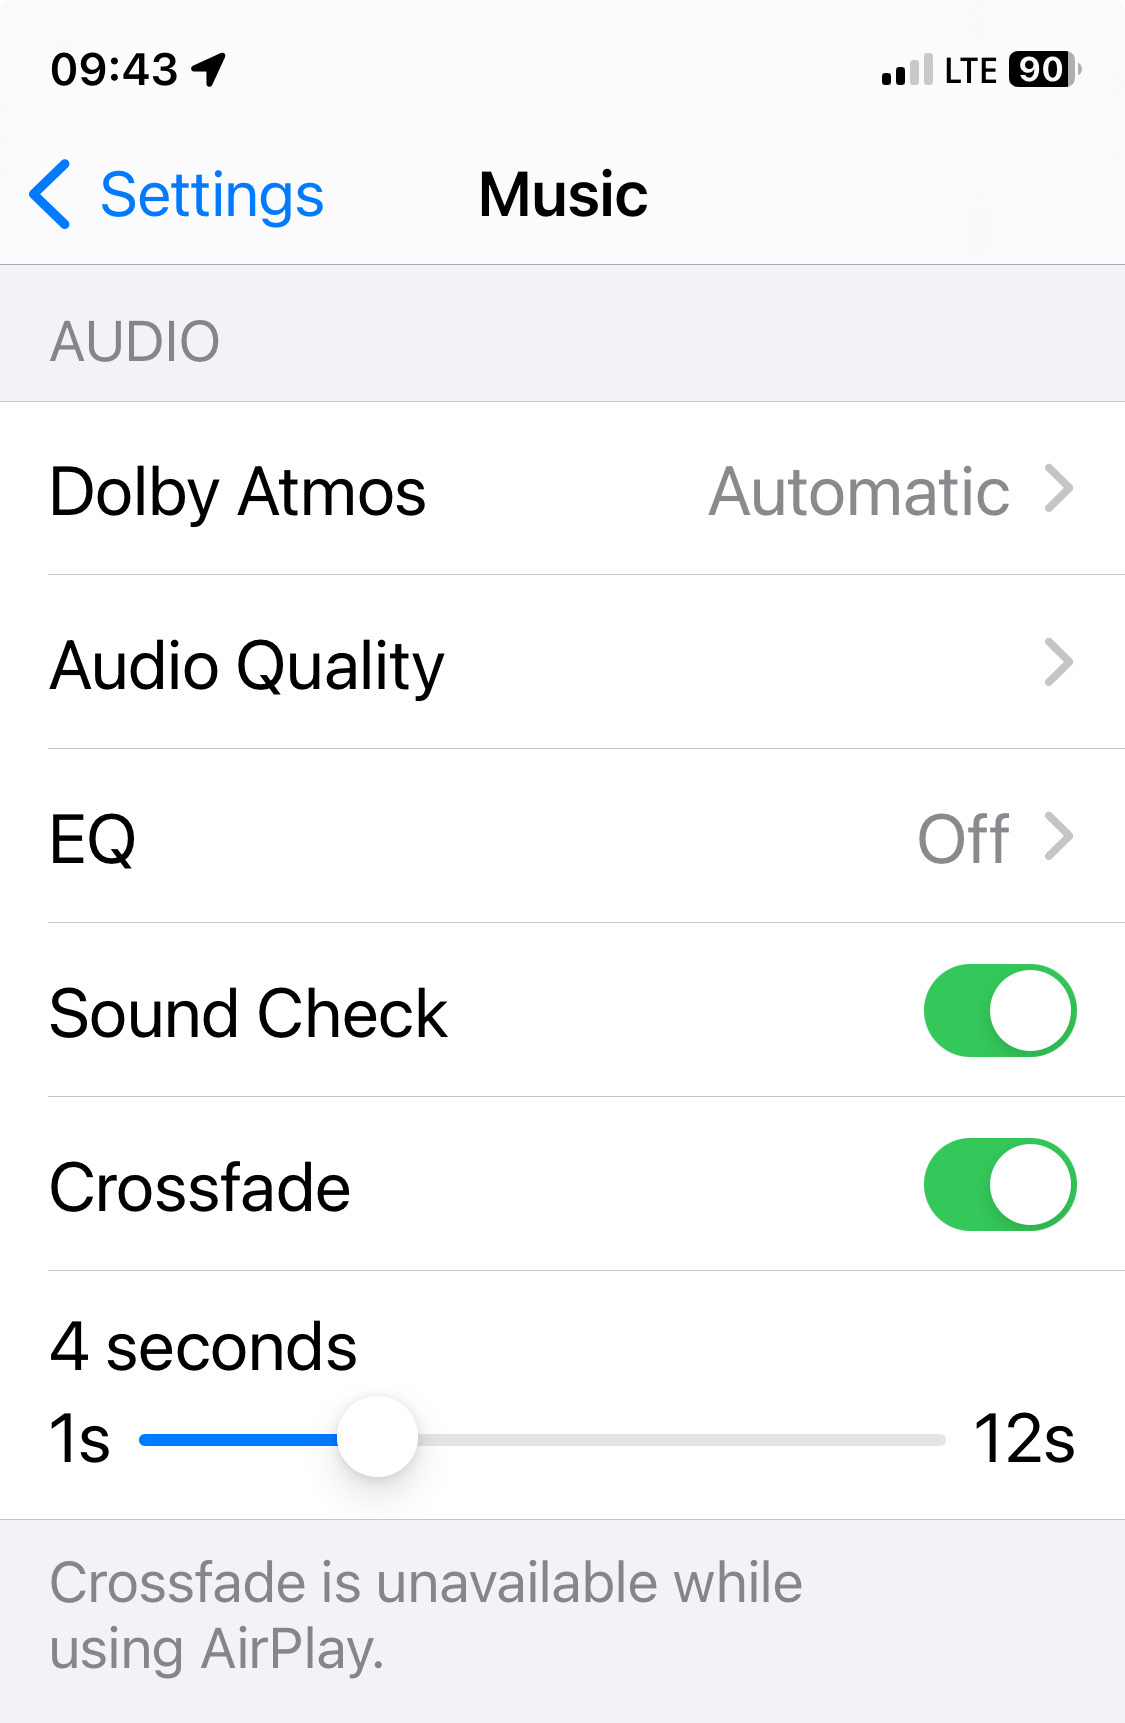 09:43 LTE 90
Settings Music
AUDIO
Dolby Atmos Automatic
Audio Quality
EQ Off
Sound Check
Crossfade
4 seconds
1s 12s
Crossfade is unavailable while
using AirPlay.